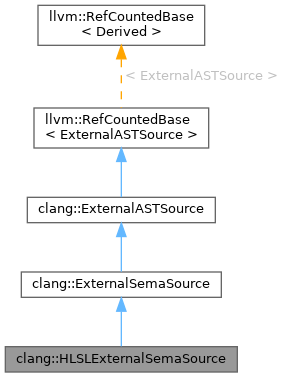 llvm::RefCountedBase
< Derived >
< ExternalASTSource >
llvm::RefCountedBase
< ExternalASTSource >
clang::ExternalASTSource
clang::ExternalSemaSource
clang::HLSLExternalSemaSource